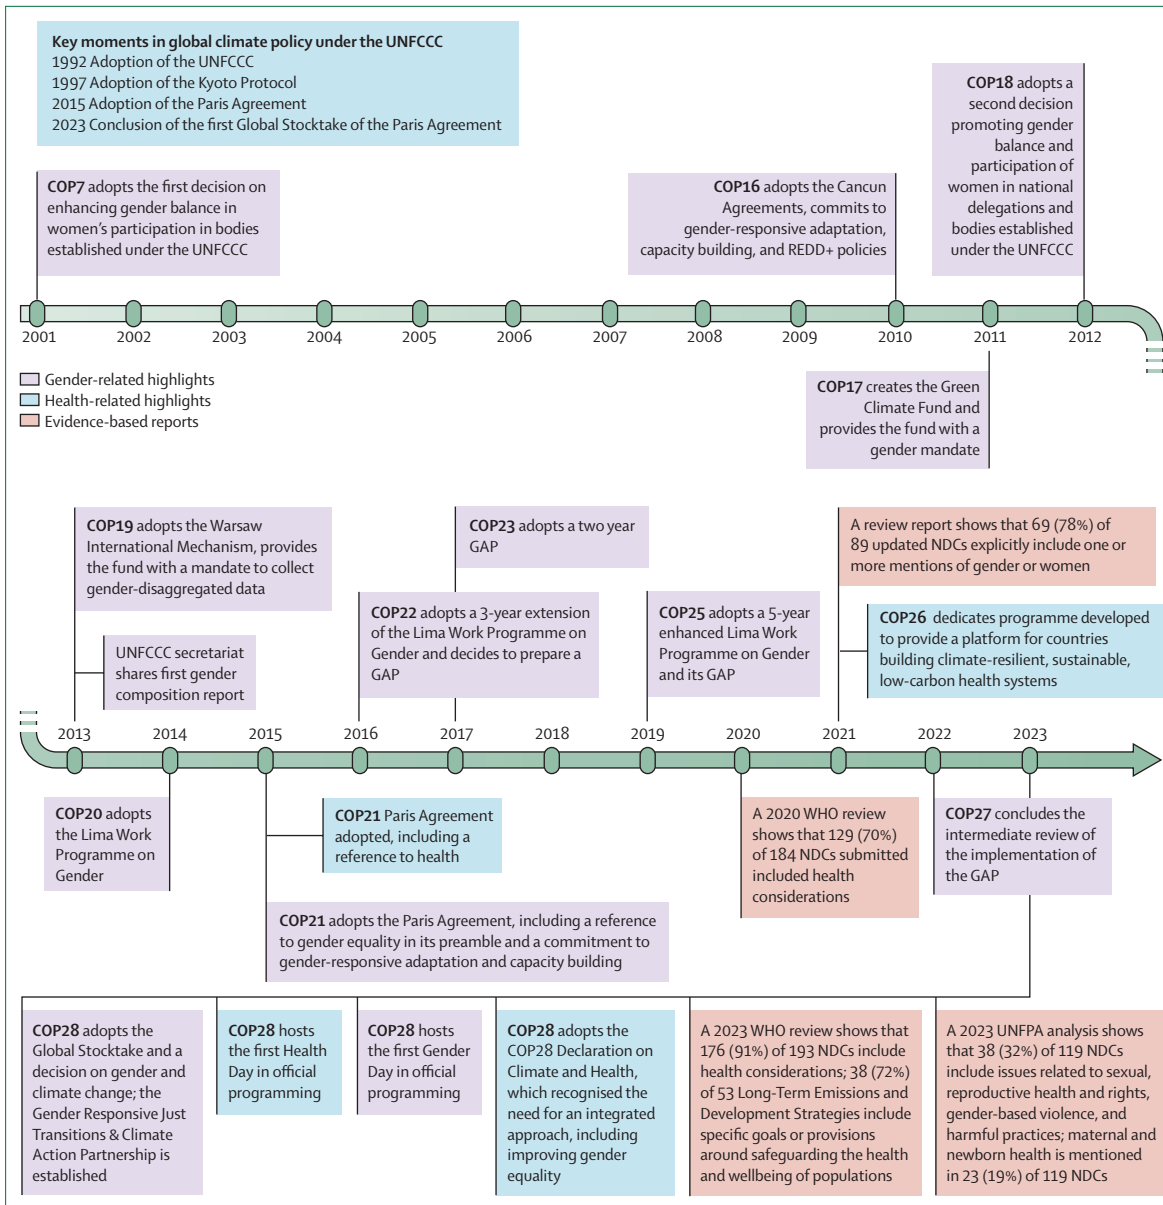 Key moments in global climate policy under the UNFCCC
1992 Adoption of the UNFCCC
1997 Adoption of the Kyoto Protocol
2015 Adoption of the Paris Agreement
2023 Conclusion of the first Global Stocktake of the Paris Agreement
COP7 adopts the first decision on
enhancing gender balance in
women's participation in bodies
established under the UNFCCC
COP16 adopts the Cancun
Agreements, commits to
gender-responsive adaptation,
capacity building, and REDD+ policies
COP18 adopts a
second decision
promoting gender
balance and
participation of
women in national
delegations and
bodies established
under the UNFCCC
2001
2002
2003
2004
2005
2006
2007
2008
2009
2010
2011
2012
Gender-related highlights
Health-related highlights
Evidence-based reports
COP17 creates the Green
Climate Fund and
provides the fund with a
gender mandate
COP19 adopts the Warsaw
International Mechanism, provides
the fund with a mandate to collect
gender-disaggregated data
UNFCCC secretariat
shares first gender
composition report
COP22 adopts a 3-year extension
of the Lima Work Programme on
Gender and decides to prepare a
GAP
COP23 adopts a two year
GAP
COP25 adopts a 5-year
enhanced Lima Work
Programme on Gender
and its GAP
A review report shows that 69 (78%) of
89 updated NDCs explicitly include one or
more mentions of gender or women
COP26 dedicates programme developed
to provide a platform for countries
building climate-resilient, sustainable,
low-carbon health systems
2013
2014
2015
2016
2017
2018
2019
2020
2021
2022
2023
COP20 adopts
the Lima Work
Programme on
Gender
COP21 Paris Agreement
adopted, including a
reference to health
COP21 adopts the Paris Agreement, including a reference
to gender equality in its preamble and a commitment to
gender-responsive adaptation and capacity building
A 2020 WHO review
shows that 129 (70%)
of 184 NDCs submitted
included health
considerations
COP27 concludes the
intermediate review of
the implementation of
the GAP
COP28 adopts the
Global Stocktake and a
decision on gender and
climate change; the
Gender Responsive Just
Transitions & Climate
Action Partnership is
established
COP28 hosts
the first Health
Day in official
programming
COP28 hosts
the first Gender
Day in official
programming
COP28 adopts the
COP28 Declaration on
Climate and Health,
which recognised the
need for an integrated
approach, including
improving gender
equality
A 2023 WHO review shows that
176 (91%) of 193 NDCs include
health considerations; 38 (72%)
of 53 Long-Term Emissions and
Development Strategies include
specific goals or provisions
around safeguarding the health
and wellbeing of populations
A 2023 UNFPA analysis shows
that 38 (32%) of 119 NDCs
include issues related to sexual,
reproductive health and rights,
gender-based violence, and
harmful practices; maternal and
newborn health is mentioned
in 23 (19%) of 119 NDCs